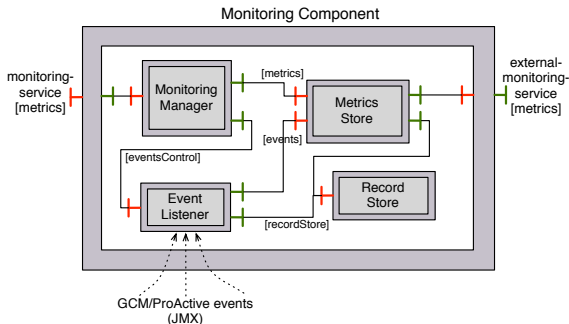 Monitoring Component
monitoring-
service
[metrics]
Monitoring
Manager
[metrics]
Metrics
Store
external-
monitoring-
service
[metrics]
[eventsControl]
[events]
Event
Listener
[recordStore]
Record
Store
GCM/ProActive events
(JMX)